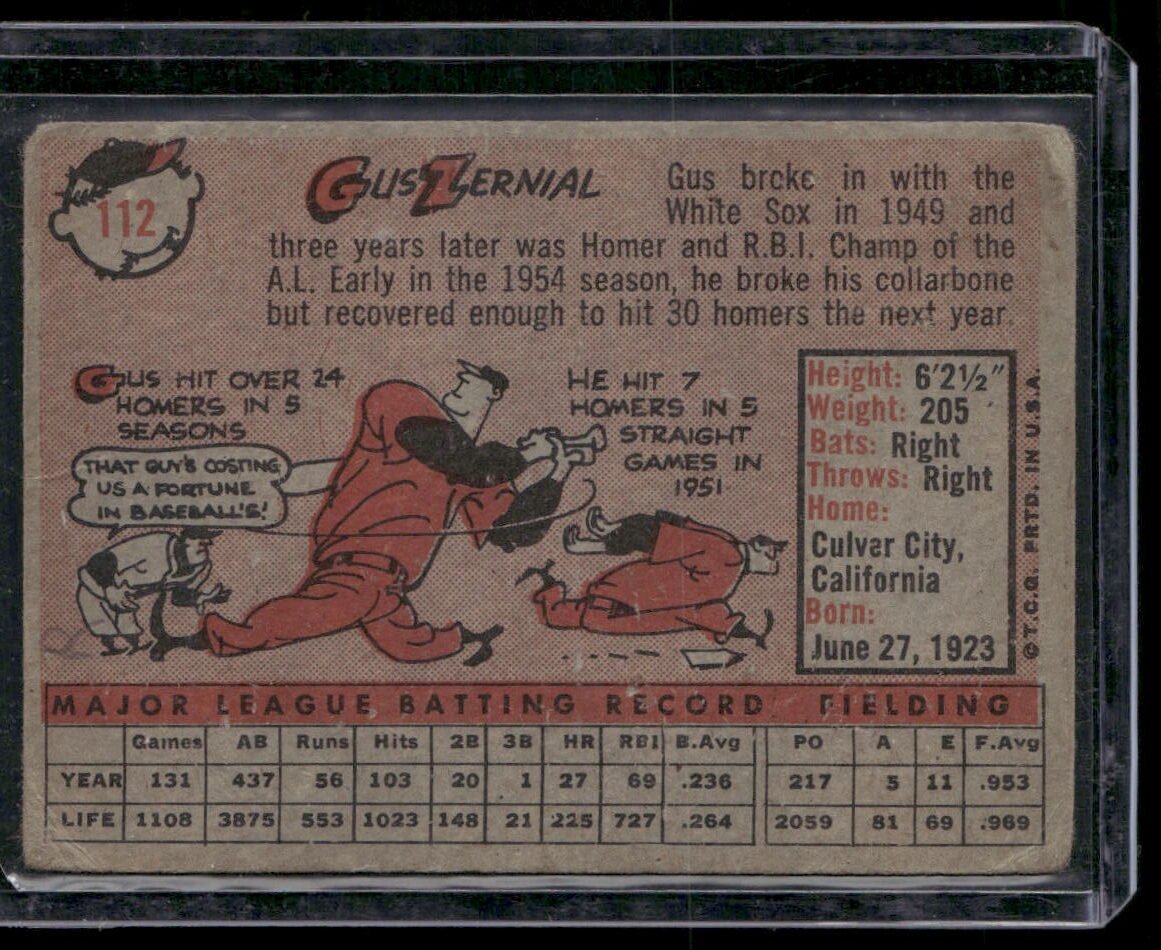 112
Gus Zernial
Gus broke in with the
White Sox in 1949 and
three years later was Homer and R.B.I. Champ of the
A.L. Early in the 1954 season, he broke his collarbone
but recovered enough to hit 30 homers the next year.
GUS HIT OVER 24
HOMERS IN 5
SEASONS
THAT GUY'S COSTING
US A FORTUNE
IN BASEBALL'S!
HE HIT 7
HOMERS IN 5
STRAIGHT
GAMES IN
1951
Height: 6'2½"
Weight: 205
Bats: Right
Throws: Right
Home:
Culver City,
California
Born:
June 27, 1923
© T.C.G. PRTD. IN U.S.A.
MAJOR LEAGUE BATTING RECORD FIELDING
Games AB Runs Hits 2B 3B HR RBI B.Avg PO A E F.Avg
YEAR 131 437 56 103 20 1 27 69 .236 217 5 11 .953
LIFE 1108 3875 553 1023 148 21 225 727 .264 2059 81 69 .969